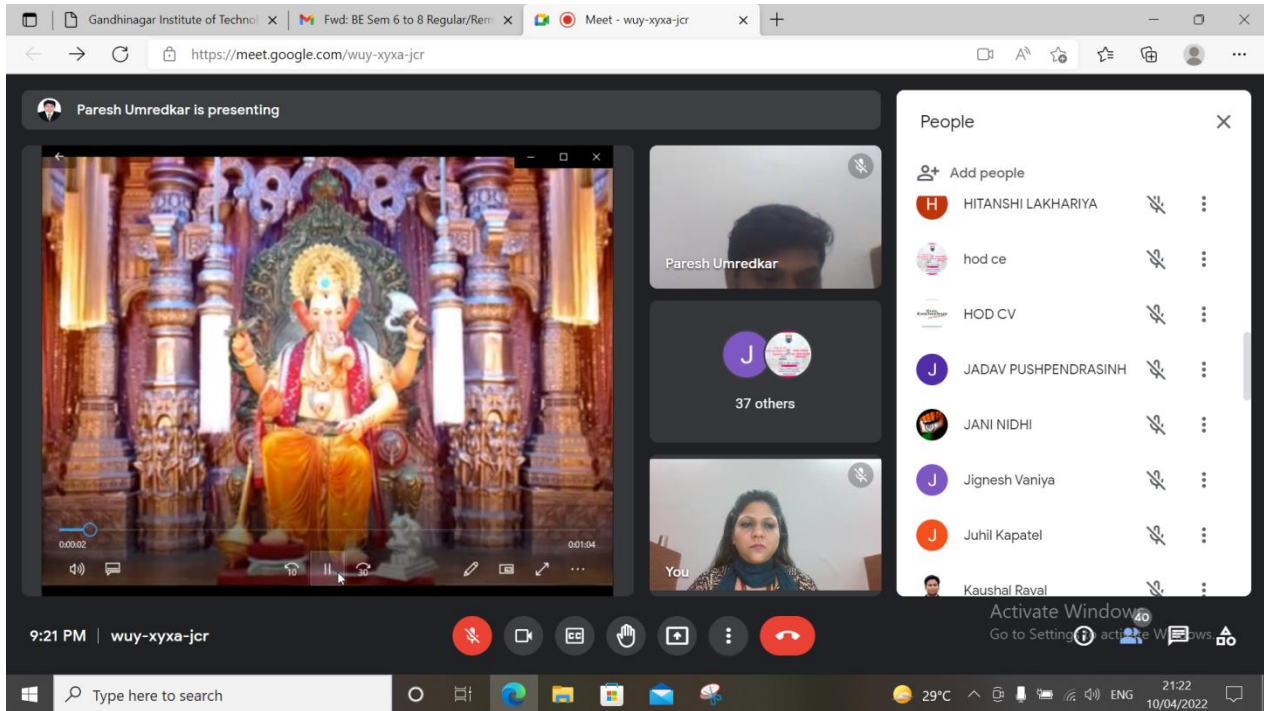 Gandhinagar Institute of Technol
Fwd: BE Sem 6 to 8 Regular/Rem
Meet - wuy-xyxa-jcr
https://meet.google.com/wuy-xyxa-jcr
Paresh Umredkar is presenting
0:00:02
0:01:04
10
30
Paresh Umredkar
J
37 others
You
People
Add people
H HITANSHI LAKHARIYA
hod ce
HOD CV
J JADAV PUSHPENDRASINH
JANI NIDHI
J Jignesh Vaniya
J Juhil Kapatel
Kaushal Raval
Activate Windows
Go to Settings to activate Windows.
40
9:21 PM | wuy-xyxa-jcr
CC
Type here to search
29°C
ENG
21:22
10/04/2022